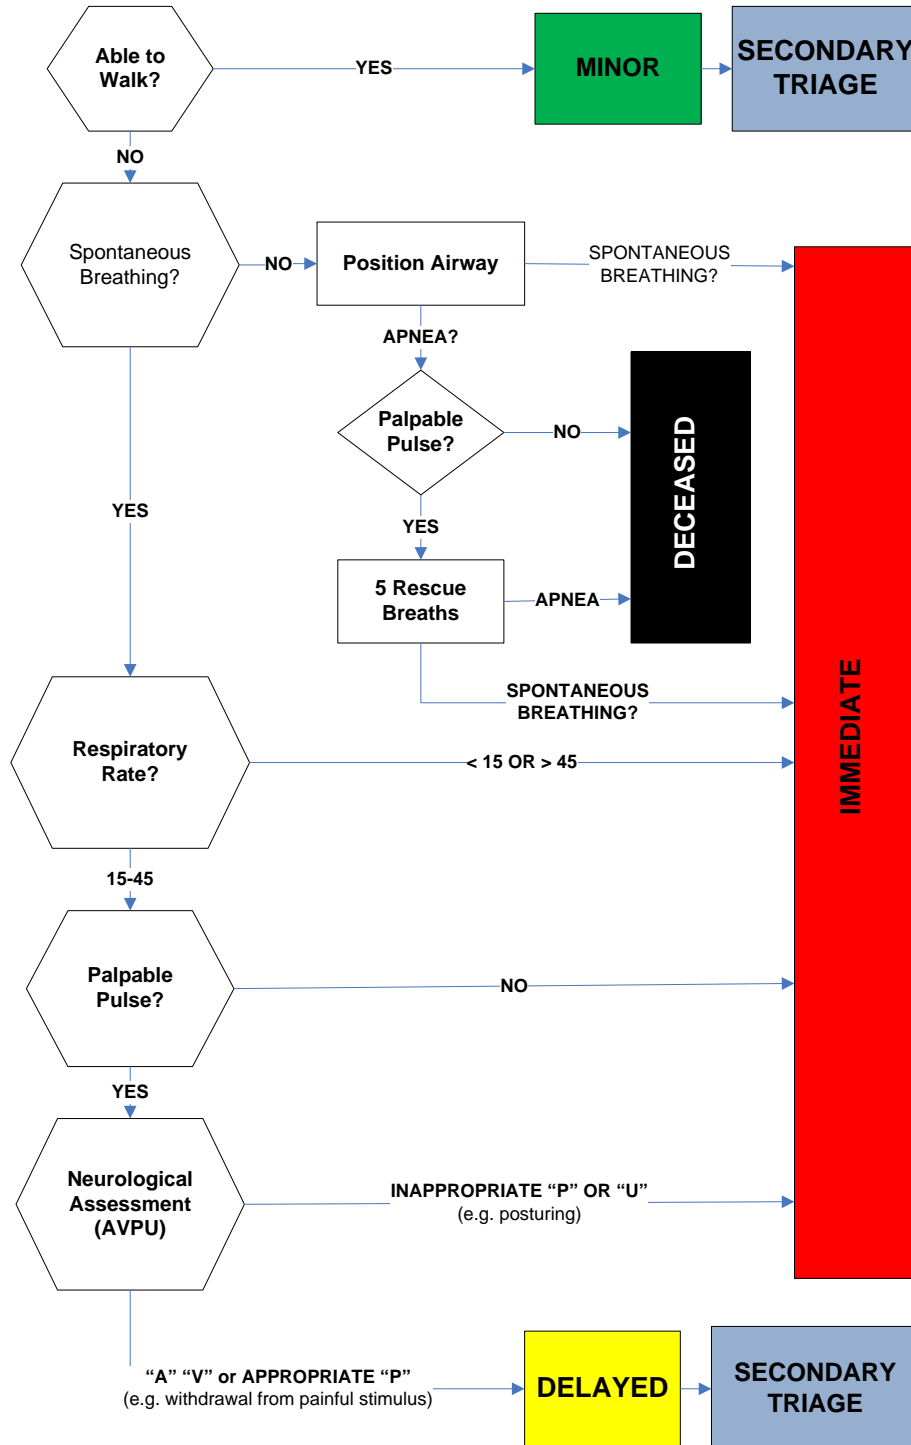 Able to
Walk?
YES
MINOR
SECONDARY
TRIAGE
NO
Spontaneous
Breathing?
NO
Position Airway
SPONTANEOUS
BREATHING?
APNEA?
Palpable
Pulse?
NO
DECEASED
YES
YES
5 Rescue
Breaths
APNEA
SPONTANEOUS
BREATHING?
IMMEDIATE
Respiratory
Rate?
< 15 OR > 45
15-45
Palpable
Pulse?
NO
YES
Neurological
Assessment
(AVPU)
INAPPROPRIATE “P” OR “U”
(e.g. posturing)
“A” “V” or APPROPRIATE “P”
(e.g. withdrawal from painful stimulus)
DELAYED
SECONDARY
TRIAGE